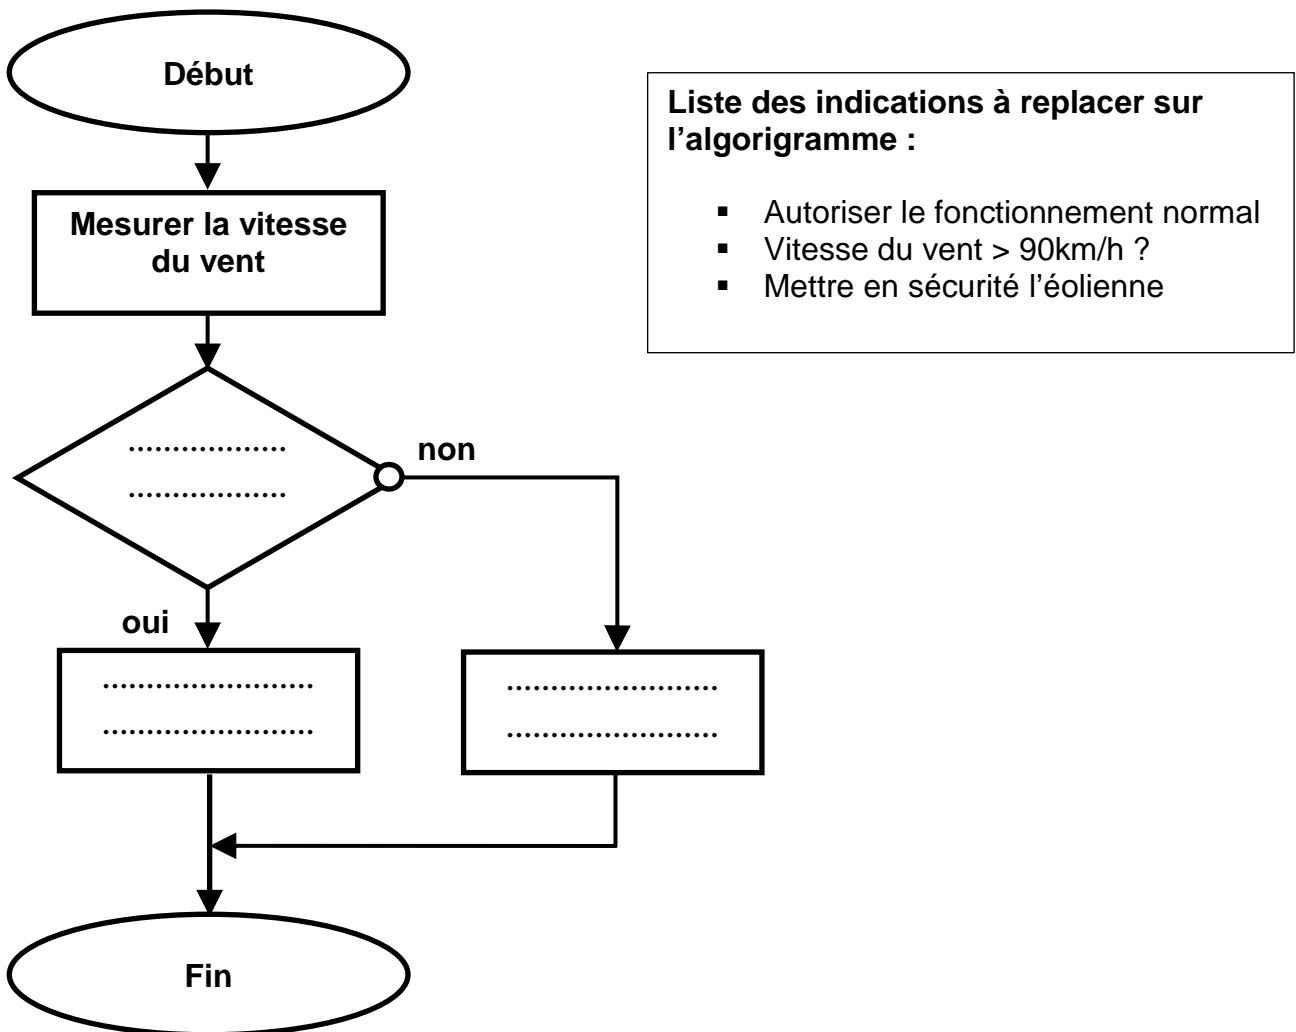 Début
Mesurer la vitesse
du vent
..................
..................
non
oui
........................
........................
........................
........................
Fin
Liste des indications à replacer sur
l’algorigramme :
▪ Autoriser le fonctionnement normal
▪ Vitesse du vent > 90km/h ?
▪ Mettre en sécurité l’éolienne